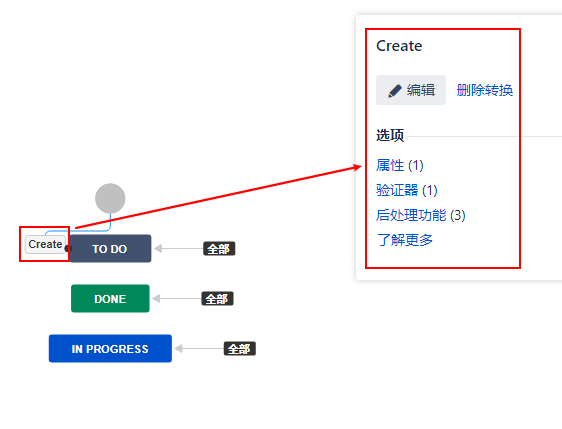 Create
编辑 删除转换
选项
属性 (1)
验证器 (1)
后处理功能 (3)
了解更多
Create
TO DO
全部
DONE
全部
IN PROGRESS
全部